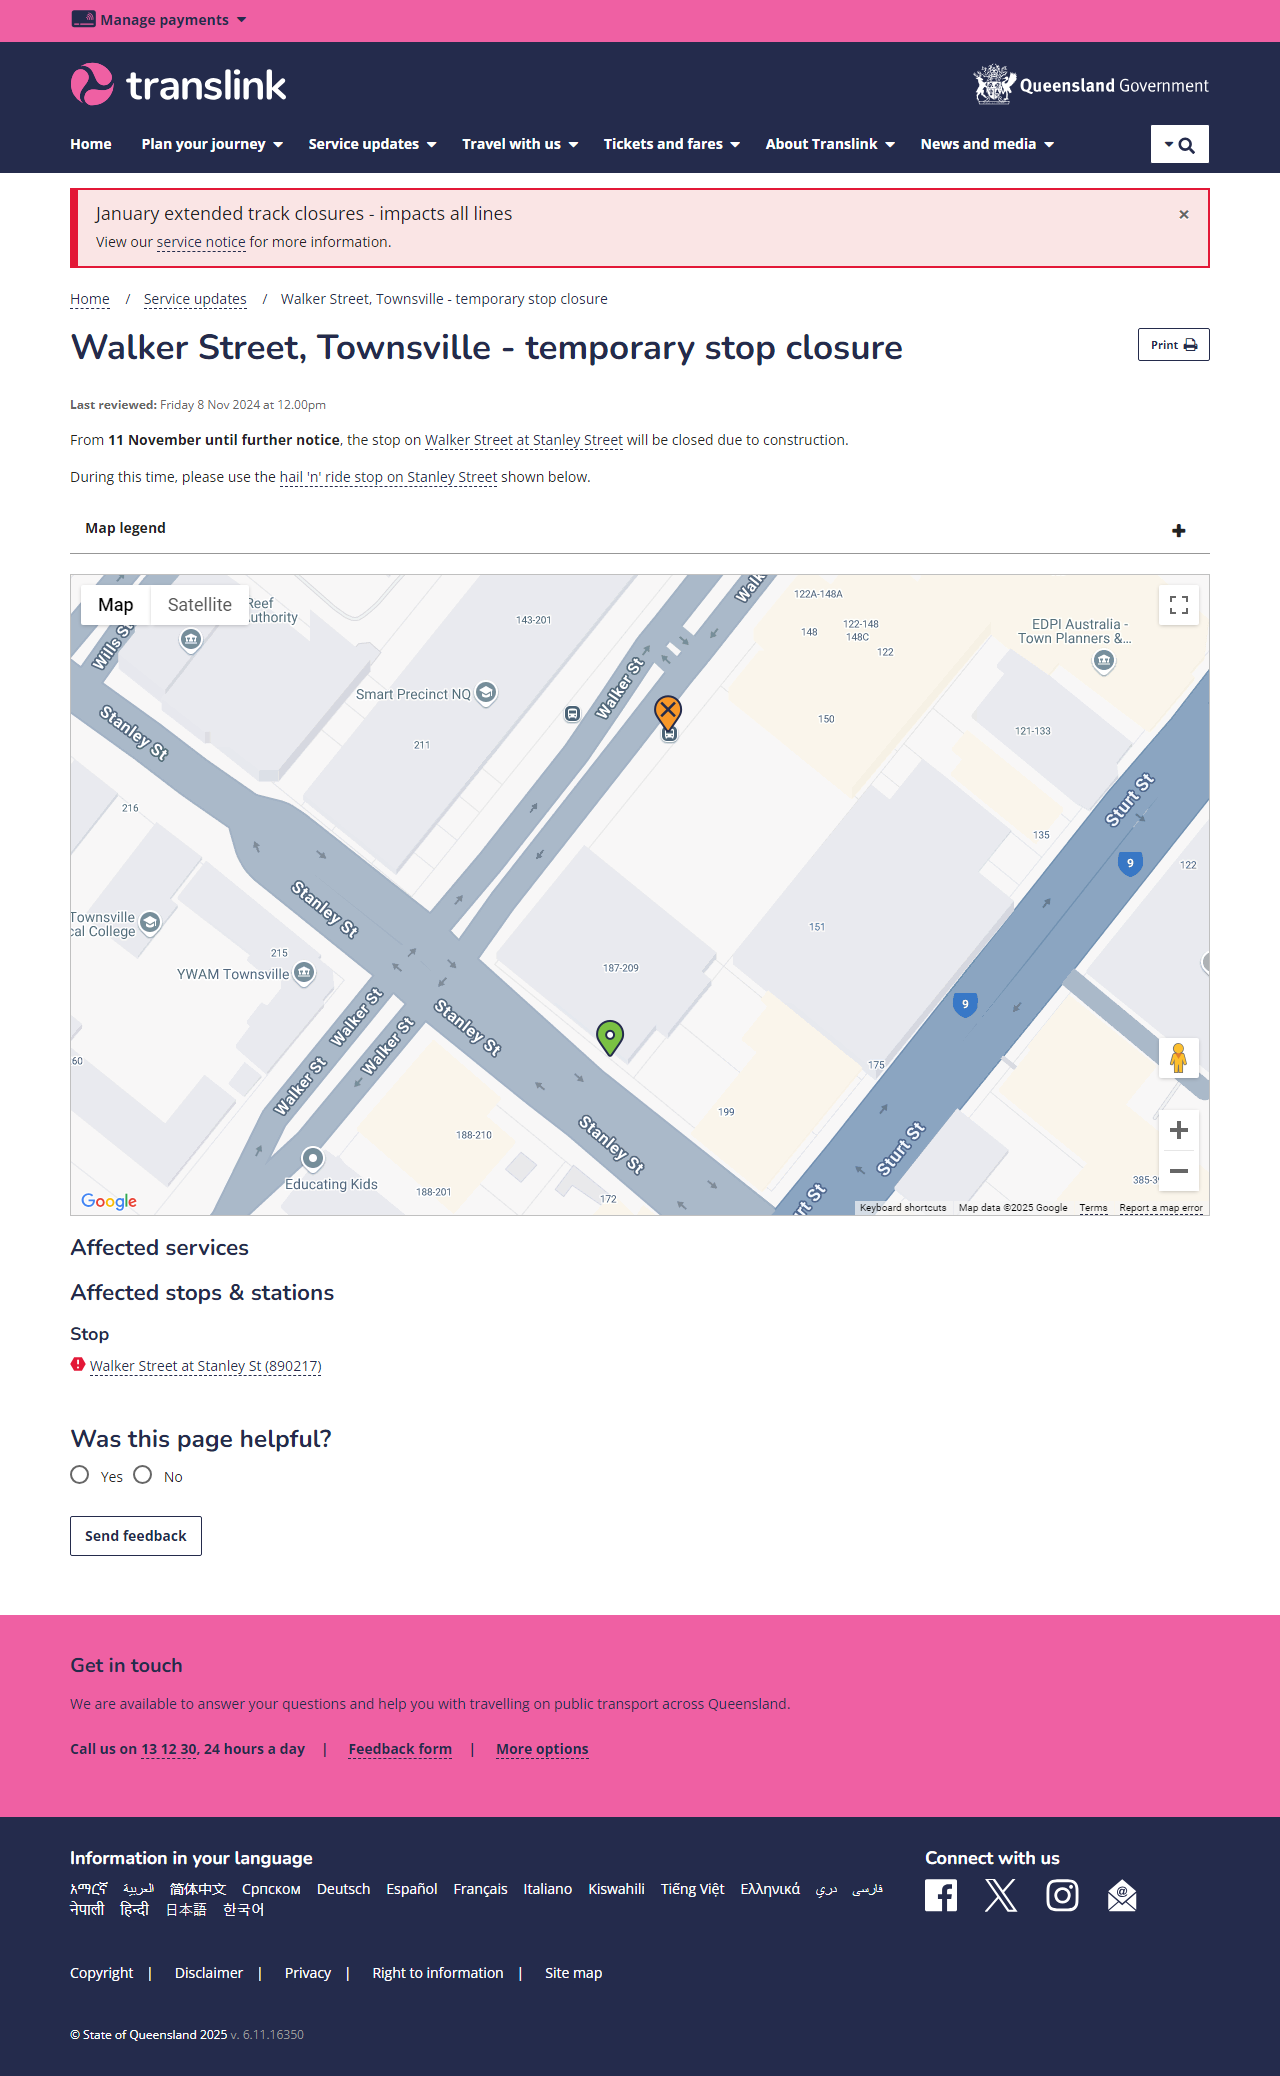 Manage payments
translink
Queensland Government
Home Plan your journey Service updates Travel with us Tickets and fares About Translink News and media
January extended track closures - impacts all lines
×
View our service notice for more information.
Home / Service updates / Walker Street, Townsville - temporary stop closure
Walker Street, Townsville - temporary stop closure
Print
Last reviewed: Friday 8 Nov 2024 at 12.00pm
From 11 November until further notice, the stop on Walker Street at Stanley Street will be closed due to construction.
During this time, please use the hail 'n' ride stop on Stanley Street shown below.
Map legend
Map Satellite
Reef
uthority
Wills St
143-201
Walk
122A-148A
148
122-148
148C
122
EDPI Australia -
Town Planners &...
Smart Precinct NQ
Walker St
Stanley St
211
150
121-133
216
Sturt St
135
9
122
Stanley St
Townsville
cal College
215
YWAM Townsville
151
187-209
9
Walker St
Walker St
Stanley St
60
175
Walker St
199
188-210
Stanley St
Sturt St
Educating Kids
188-201
172
385-39
rt St
Google
Keyboard shortcuts Map data ©2025 Google Terms Report a map error
Affected services
Affected stops & stations
Stop
Walker Street at Stanley St (890217)
Was this page helpful?
Yes No
Send feedback
Get in touch
We are available to answer your questions and help you with travelling on public transport across Queensland.
Call us on 13 12 30, 24 hours a day | Feedback form | More options
Information in your language
አማርኛ العربية 简体中文 Српском Deutsch Español Français Italiano Kiswahili Tiếng Việt Ελληνικά دري فارسی
नेपाली हिन्दी 日本語 한국어
Connect with us
Copyright | Disclaimer | Privacy | Right to information | Site map
© State of Queensland 2025 v. 6.11.16350